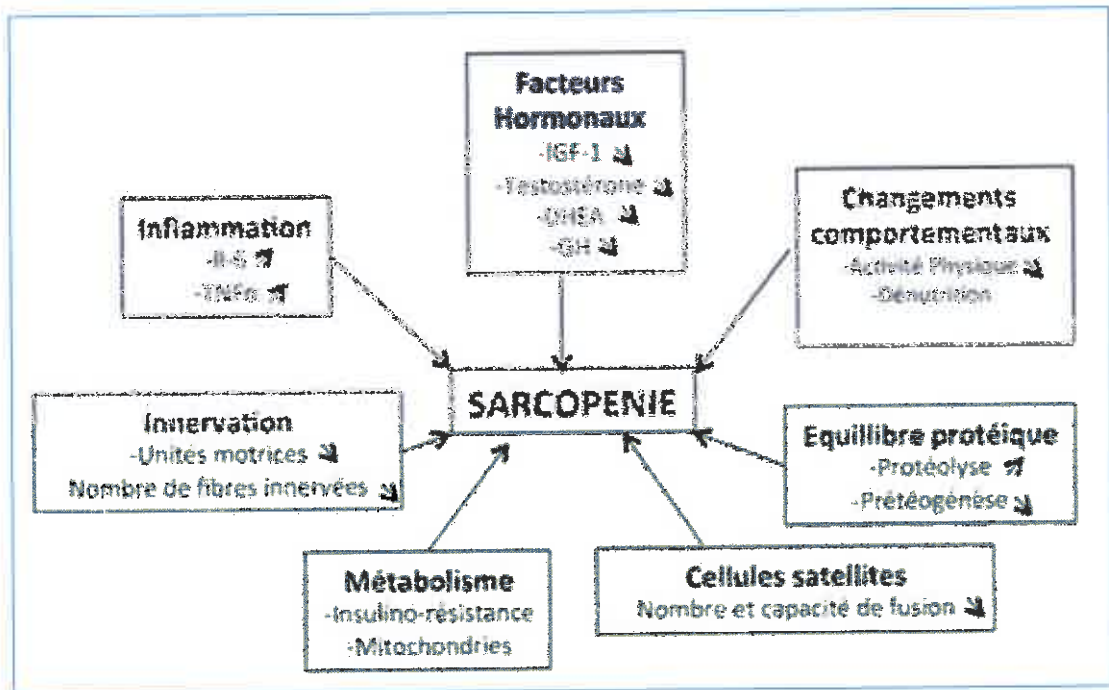 Facteurs
Hormonaux
-IGF-1 ↘
-Testostérone ↘
-DHEA ↘
-GH ↘
Inflammation
-Il-6 ↗
-TNFα ↗
Changements
comportementaux
-Activité Physique ↘
-Dénutrition
SARCOPENIE
Innervation
-Unités motrices ↘
Nombre de fibres innervées ↘
Equillibre protéique
-Protéolyse ↗
-Prétéogénèse ↘
Métabolisme
-Insulino-résistance
-Mitochondries
Cellules satellites
Nombre et capacité de fusion ↘